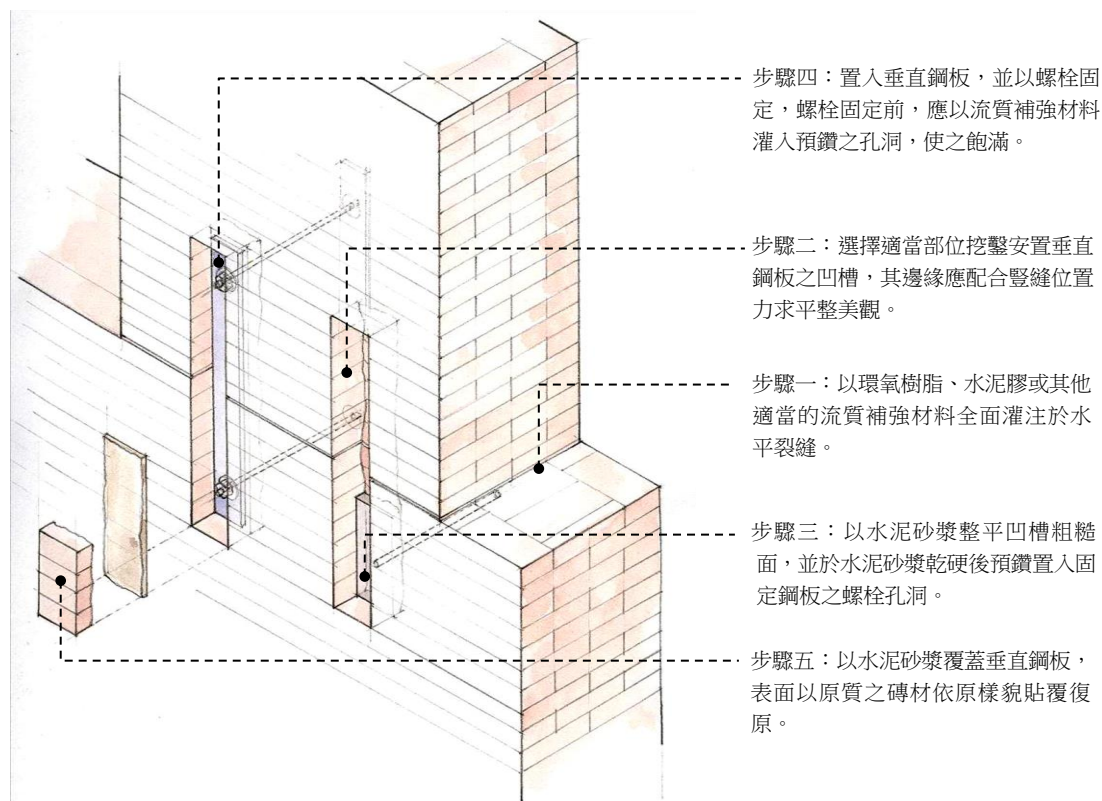 步驟四：置入垂直鋼板，並以螺栓固
定，螺栓固定前，應以流質補強材料
灌入預鑽之孔洞，使之飽滿。
步驟二：選擇適當部位挖鑿安置垂直
鋼板之凹槽，其邊緣應配合豎縫位置
力求平整美觀。
步驟一：以環氧樹脂、水泥膠或其他
適當的流質補強材料全面灌注於水
平裂縫。
步驟三：以水泥砂漿整平凹槽粗糙
面，並於水泥砂漿乾硬後預鑽置入固
定鋼板之螺栓孔洞。
步驟五：以水泥砂漿覆蓋垂直鋼板，
表面以原質之磚材依原樣貌貼覆復
原。